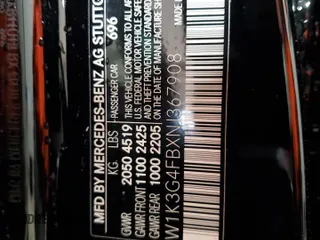 MFD BY MERCEDES-BENZ AG STUT
696
KG. LBS -PASSENGER CAR
GVWR 2050 4519 THIS VEHICLE CONFORMS TO ALL
GAWR FRONT 1100 2425 U.S. FEDERAL MOTOR VEHICLE SAFE
AND THEFT PREVENTION STANDARD
GAWR REAR 1000 2205 ON THE DATE OF MANUFACTURE SH
W1K3G4FBXNJ367908
MADE